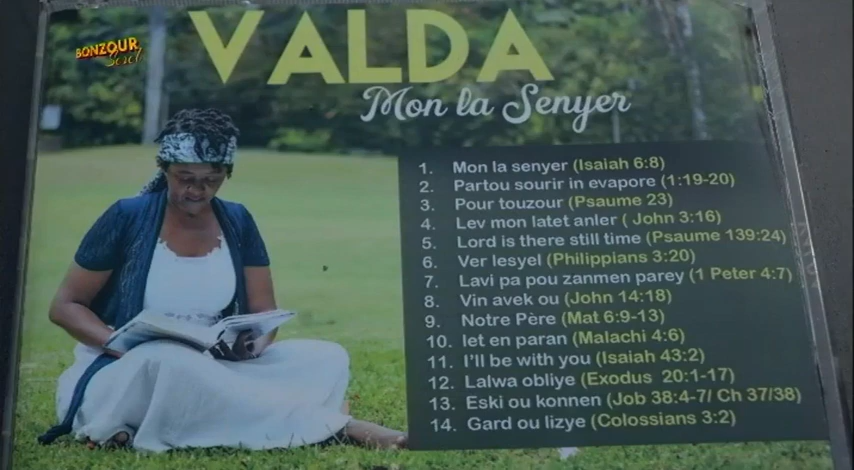 BONZOUR
Sesel
VALDA
Mon la Senyer
1. Mon la senyer (Isaiah 6:8)
2. Partou sourir in evapore (1:19-20)
3. Pour touzour (Psaume 23)
4. Lev mon latet anler ( John 3:16)
5. Lord is there still time (Psaume 139:24)
6. Ver lesyel (Philippians 3:20)
7. Lavi pa pou zanmen parey (1 Peter 4:7)
8. Vin avek ou (John 14:18)
9. Notre Père (Mat 6:9-13)
10. let en paran (Malachi 4:6)
11. I'll be with you (Isaiah 43:2)
12. Lalwa obliye (Exodus 20:1-17)
13. Eski ou konnen (Job 38:4-7/ Ch 37/38)
14. Gard ou lizye (Colossians 3:2)